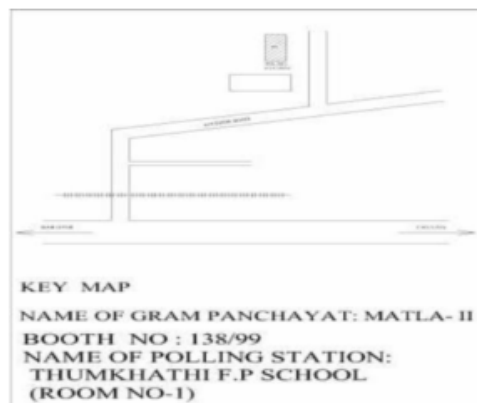 KEY MAP
NAME OF GRAM PANCHAYAT: MATLA- II
BOOTH NO : 138/99
NAME OF POLLING STATION:
THUMKHATHI F.P SCHOOL
(ROOM NO-1)